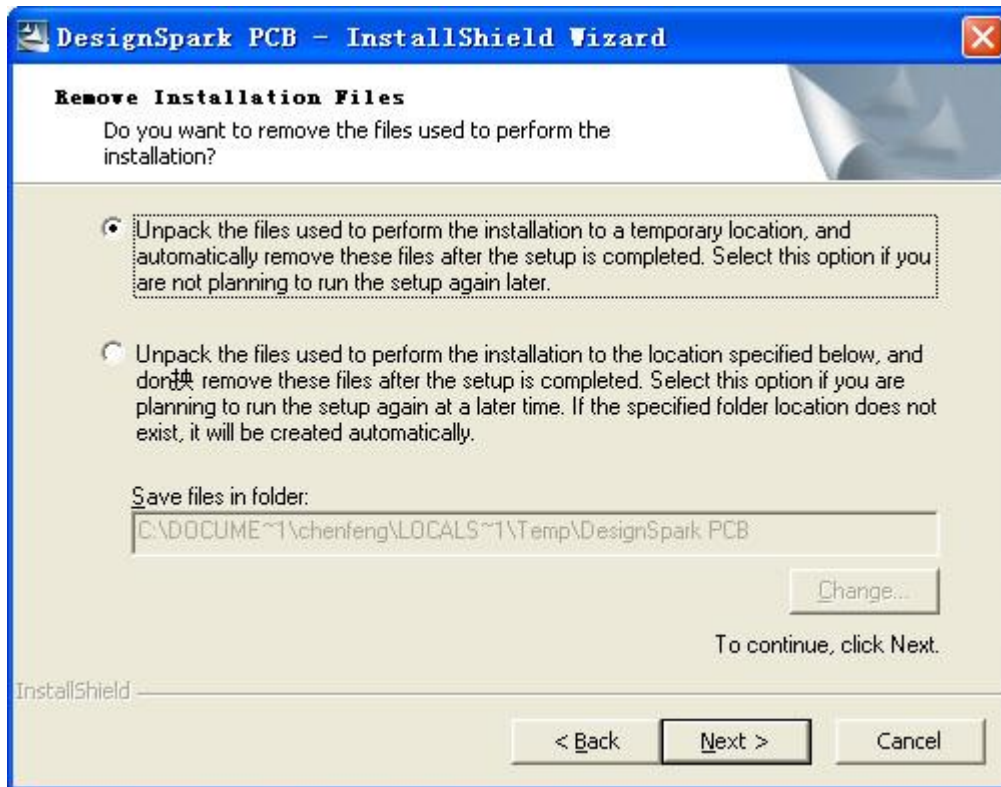 DesignSpark PCB - InstallShield Wizard
Remove Installation Files
Do you want to remove the files used to perform the
installation?
Unpack the files used to perform the installation to a temporary location, and
automatically remove these files after the setup is completed. Select this option if you
are not planning to run the setup again later.
Unpack the files used to perform the installation to the location specified below, and
don抰 remove these files after the setup is completed. Select this option if you are
planning to run the setup again at a later time. If the specified folder location does not
exist, it will be created automatically.
Save files in folder:
C:\DOCUME~1\chenfeng\LOCALS~1\Temp\DesignSpark PCB
Change...
To continue, click Next.
InstallShield
< Back
Next >
Cancel